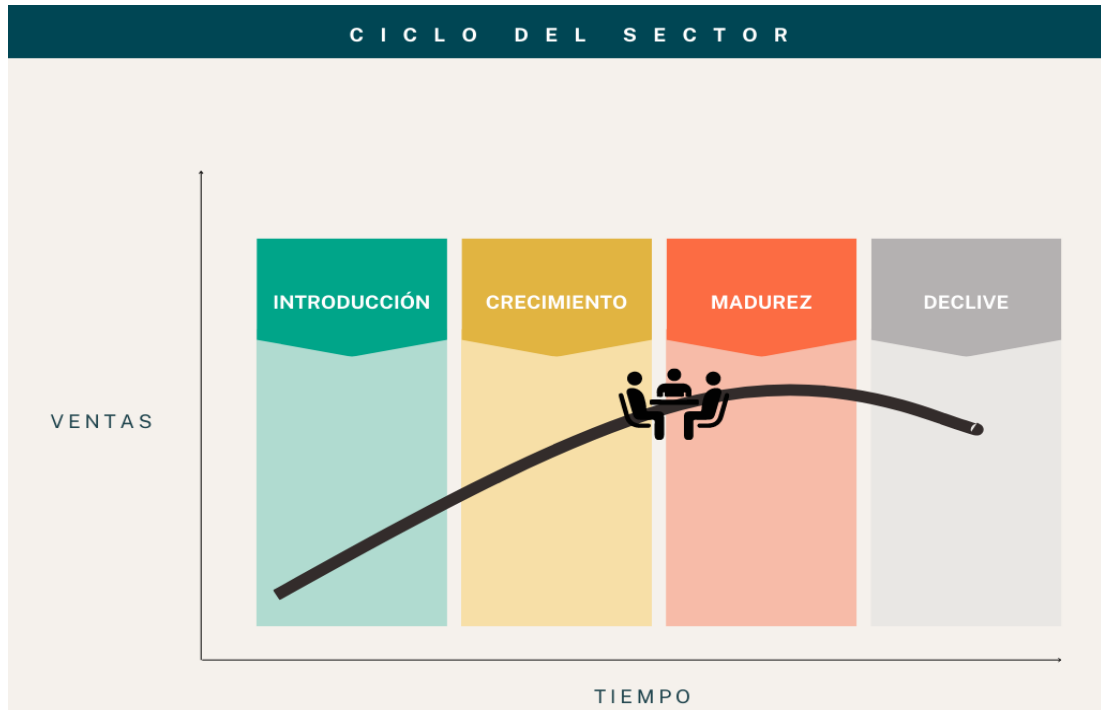 CICLO DEL SECTOR
INTRODUCCIÓN
CRECIMIENTO
MADUREZ
DECLIVE
VENTAS
TIEMPO